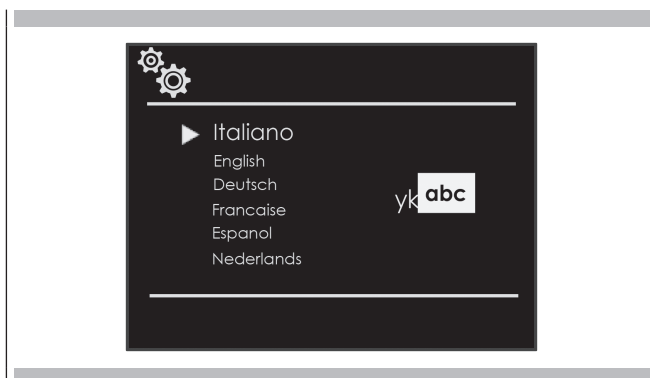 Italiano
English
Deutsch
Francaise
Espanol
Nederlands
yk abc